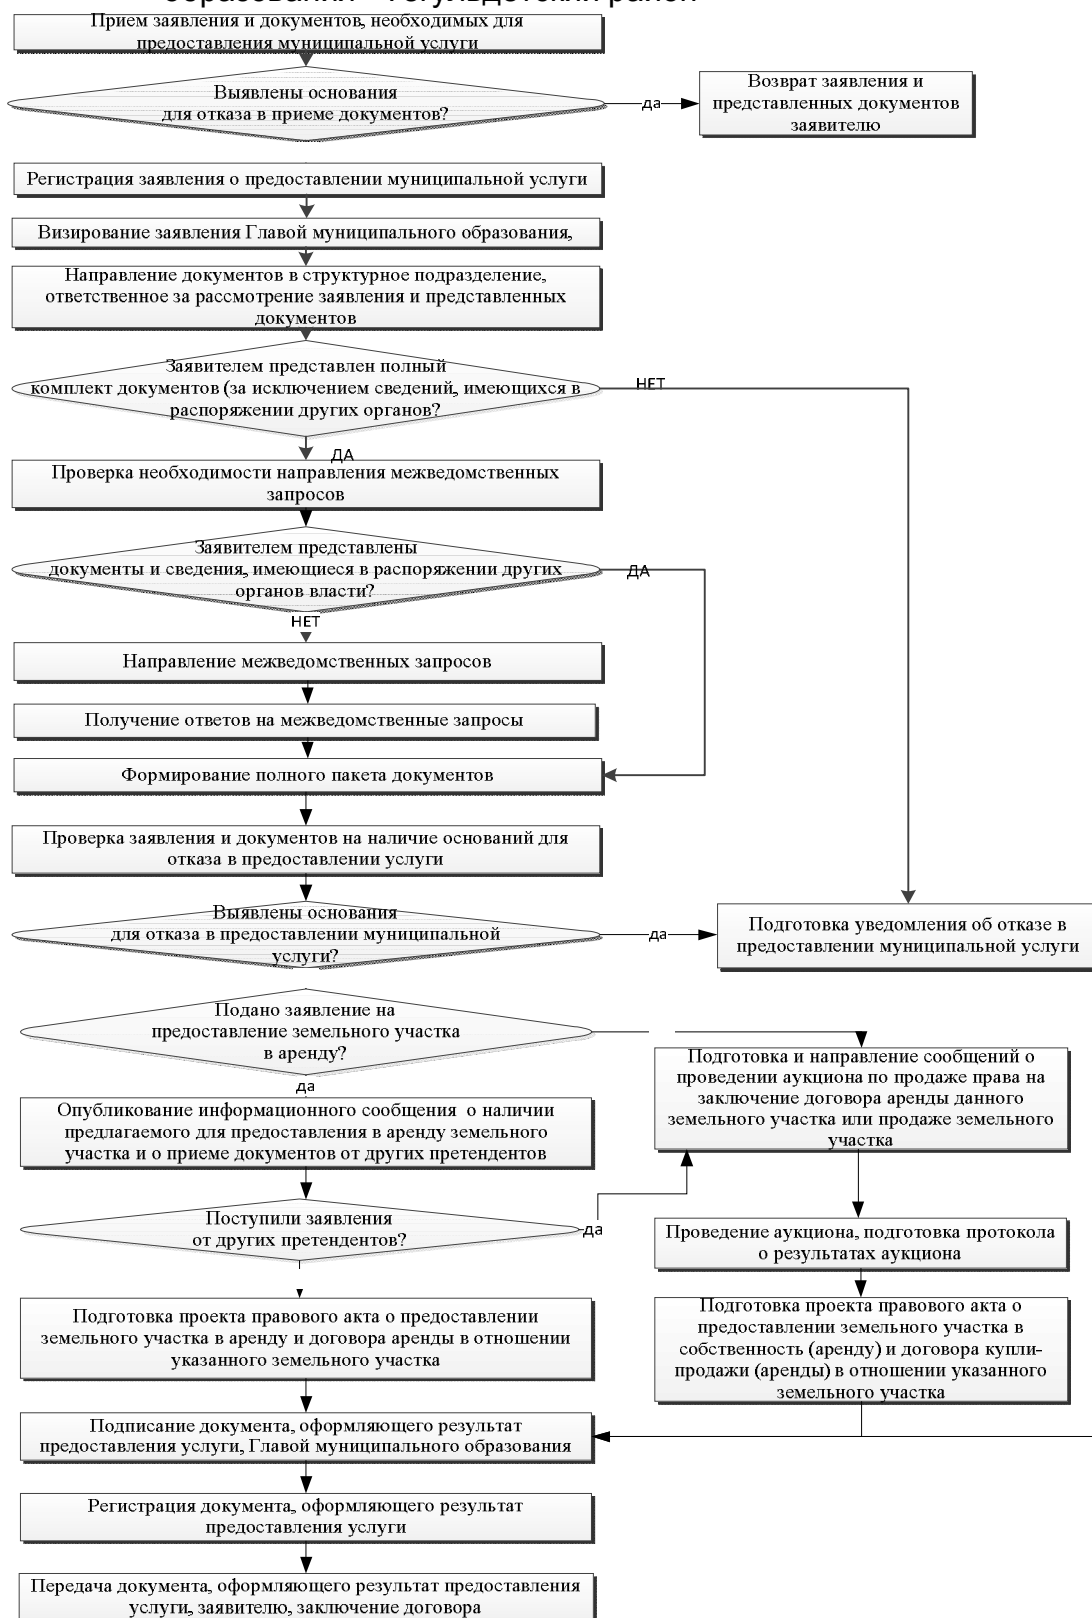 Прием заявления и документов, необходимых для
предоставления муниципальной услуги
Выявлены основания
для отказа в приеме документов?
да
Возврат заявления и
представленных документов
заявителю
Регистрация заявления о предоставлении муниципальной услуги
Визирование заявления Главой муниципального образования,
Направление документов в структурное подразделение,
ответственное за рассмотрение заявления и представленных
документов
Заявителем представлен полный
комплект документов (за исключением сведений, имеющихся в
распоряжении других органов?
НЕТ
ДА
Проверка необходимости направления межведомственных
запросов
Заявителем представлены
документы и сведения, имеющиеся в распоряжении других
органов власти?
ДА
НЕТ
Направление межведомственных запросов
Получение ответов на межведомственные запросы
Формирование полного пакета документов
Проверка заявления и документов на наличие оснований для
отказа в предоставлении услуги
Выявлены основания
для отказа в предоставлении муниципальной
услуги?
да
Подготовка уведомления об отказе в
предоставлении муниципальной услуги
Подано заявление на
предоставление земельного участка
в аренду?
да
Подготовка и направление сообщений о
проведении аукциона по продаже права на
заключение договора аренды данного
земельного участка или продаже земельного
участка
Опубликование информационного сообщения о наличии
предлагаемого для предоставления в аренду земельного
участка и о приеме документов от других претендентов
Поступили заявления
от других претендентов?
да
Проведение аукциона, подготовка протокола
о результатах аукциона
Подготовка проекта правового акта о предоставлении
земельного участка в аренду и договора аренды в отношении
указанного земельного участка
Подготовка проекта правового акта о
предоставлении земельного участка в
собственность (аренду) и договора купли-
продажи (аренды) в отношении указанного
земельного участка
Подписание документа, оформляющего результат
предоставления услуги, Главой муниципального образования
Регистрация документа, оформляющего результат
предоставления услуги
Передача документа, оформляющего результат предоставления
услуги, заявителю, заключение договора